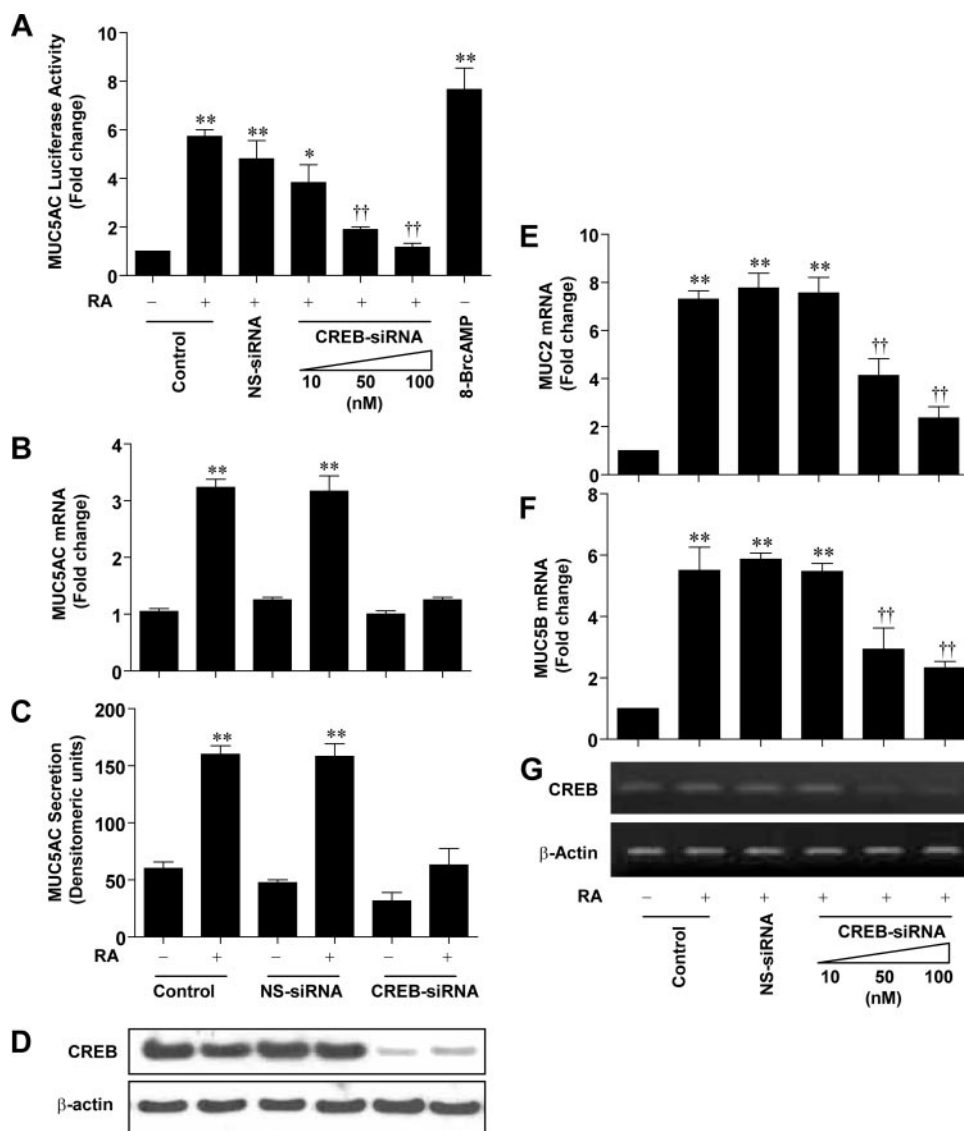 A
MUC5AC Luciferase Activity
(Fold change)
10
8
6
4
2
0
** ** * †† †† **
RA – + + + + + –
Control
NS-siRNA
CREB-siRNA
10 50 100
(nM)
8-BrcAMP
B
MUC5AC mRNA
(Fold change)
4
3
2
1
0
** **
C
MUC5AC Secretion
(Densitomeric units)
200
150
100
50
0
** **
RA – + – + – +
Control NS-siRNA CREB-siRNA
D
CREB
β-actin
E
MUC2 mRNA
(Fold change)
10
8
6
4
2
0
** ** ** †† ††
F
MUC5B mRNA
(Fold change)
8
6
4
2
0
** ** ** †† ††
G
CREB
β-Actin
RA – + + + + +
Control
NS-siRNA
CREB-siRNA
10 50 100
(nM)